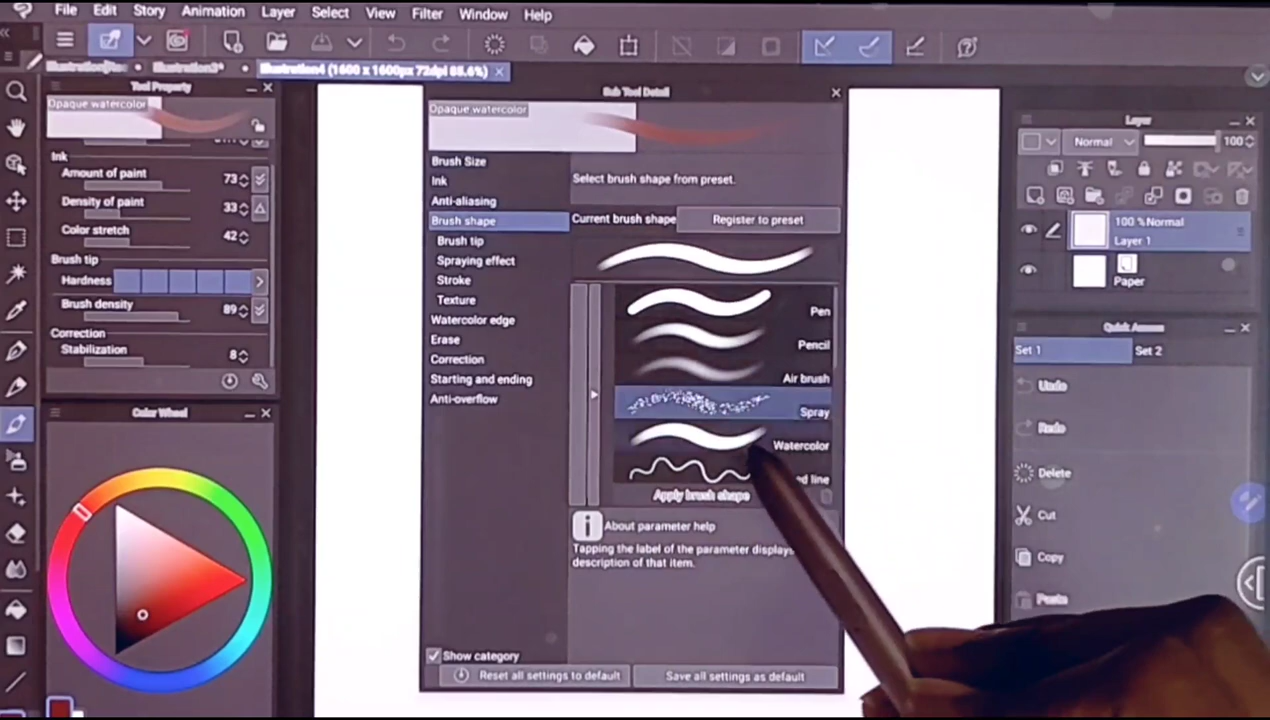 File Edit Story Animation Layer Select View Filter Window Help
Illustration3*
Illustration4 (1600 x 1600px 72dpi 85.6%)
Tool Property
Opaque watercolor
Ink
Amount of paint 73
Density of paint 33
Color stretch 42
Brush tip
Hardness
Brush density 89
Correction
Stabilization 8
Color Wheel
Sub Tool Detail
Opaque watercolor
Brush Size
Ink
Anti-aliasing
Brush shape
Brush tip
Spraying effect
Stroke
Texture
Watercolor edge
Erase
Correction
Starting and ending
Anti-overflow
Select brush shape from preset.
Current brush shape Register to preset
Pen
Pencil
Air brush
Spray
Watercolor
ed line
Apply brush shape
i About parameter help
Tapping the label of the parameter displays
description of that item.
Show category
Reset all settings to default Save all settings as default
Layer
Normal 100
100 %Normal
Layer 1
Paper
Quick Access
Set 1 Set 2
Undo
Redo
Delete
Cut
Copy
Paste